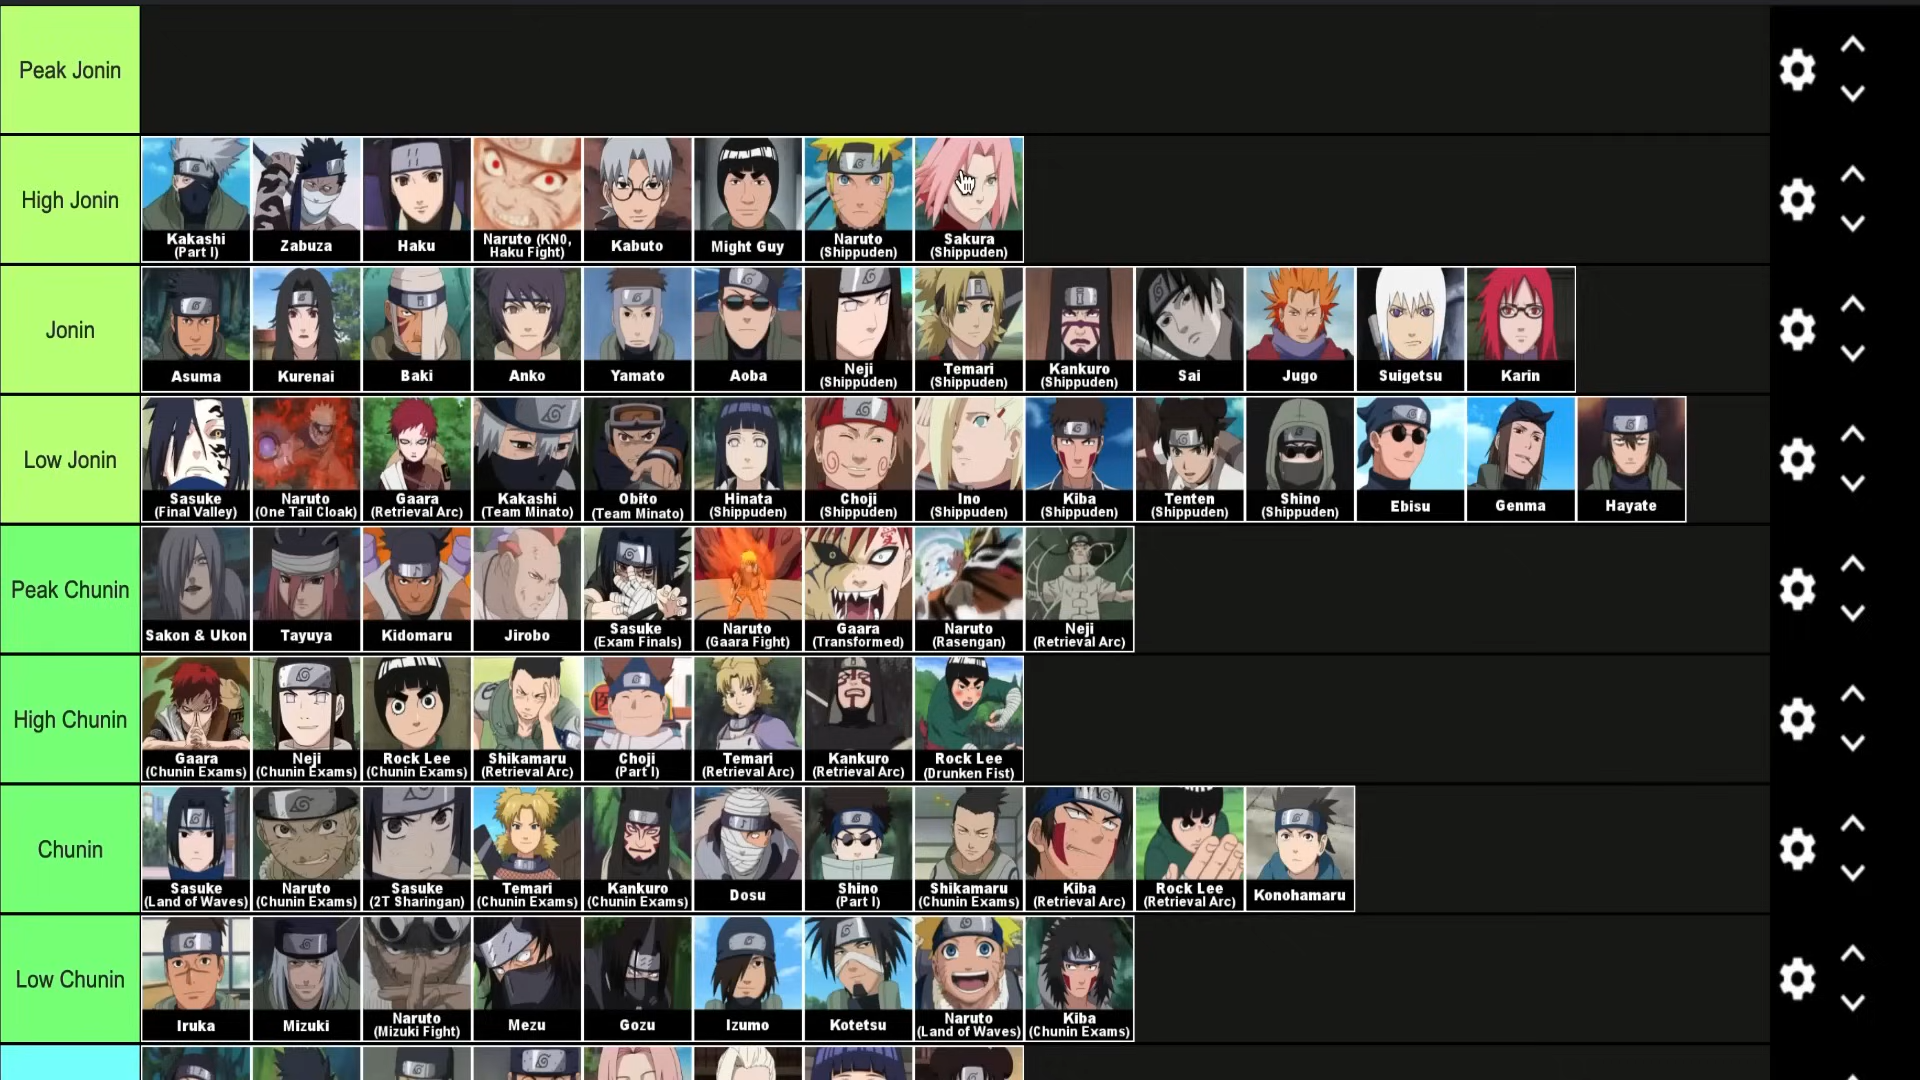 Peak Jonin
High Jonin
Kakashi
(Part I)
Zabuza
Haku
Naruto (KN0,
Haku Fight)
Kabuto
Might Guy
Naruto
(Shippuden)
Sakura
(Shippuden)
Jonin
Asuma
Kurenai
Baki
Anko
Yamato
Aoba
Neji
(Shippuden)
Temari
(Shippuden)
Kankuro
(Shippuden)
Sai
Jugo
Suigetsu
Karin
Low Jonin
Sasuke
(Final Valley)
Naruto
(One Tail Cloak)
Gaara
(Retrieval Arc)
Kakashi
(Team Minato)
Obito
(Team Minato)
Hinata
(Shippuden)
Choji
(Shippuden)
Ino
(Shippuden)
Kiba
(Shippuden)
Tenten
(Shippuden)
Shino
(Shippuden)
Ebisu
Genma
Hayate
Peak Chunin
Sakon & Ukon
Tayuya
Kidomaru
Jirobo
Sasuke
(Exam Finals)
Naruto
(Gaara Fight)
Gaara
(Transformed)
Naruto
(Rasengan)
Neji
(Retrieval Arc)
High Chunin
Gaara
(Chunin Exams)
Neji
(Chunin Exams)
Rock Lee
(Chunin Exams)
Shikamaru
(Retrieval Arc)
Choji
(Part I)
Temari
(Retrieval Arc)
Kankuro
(Retrieval Arc)
Rock Lee
(Drunken Fist)
Chunin
Sasuke
(Land of Waves)
Naruto
(Chunin Exams)
Sasuke
(2T Sharingan)
Temari
(Chunin Exams)
Kankuro
(Chunin Exams)
Dosu
Shino
(Part I)
Shikamaru
(Chunin Exams)
Kiba
(Retrieval Arc)
Rock Lee
(Retrieval Arc)
Konohamaru
Low Chunin
Iruka
Mizuki
Naruto
(Mizuki Fight)
Mezu
Gozu
Izumo
Kotetsu
Naruto
(Land of Waves)
Kiba
(Chunin Exams)